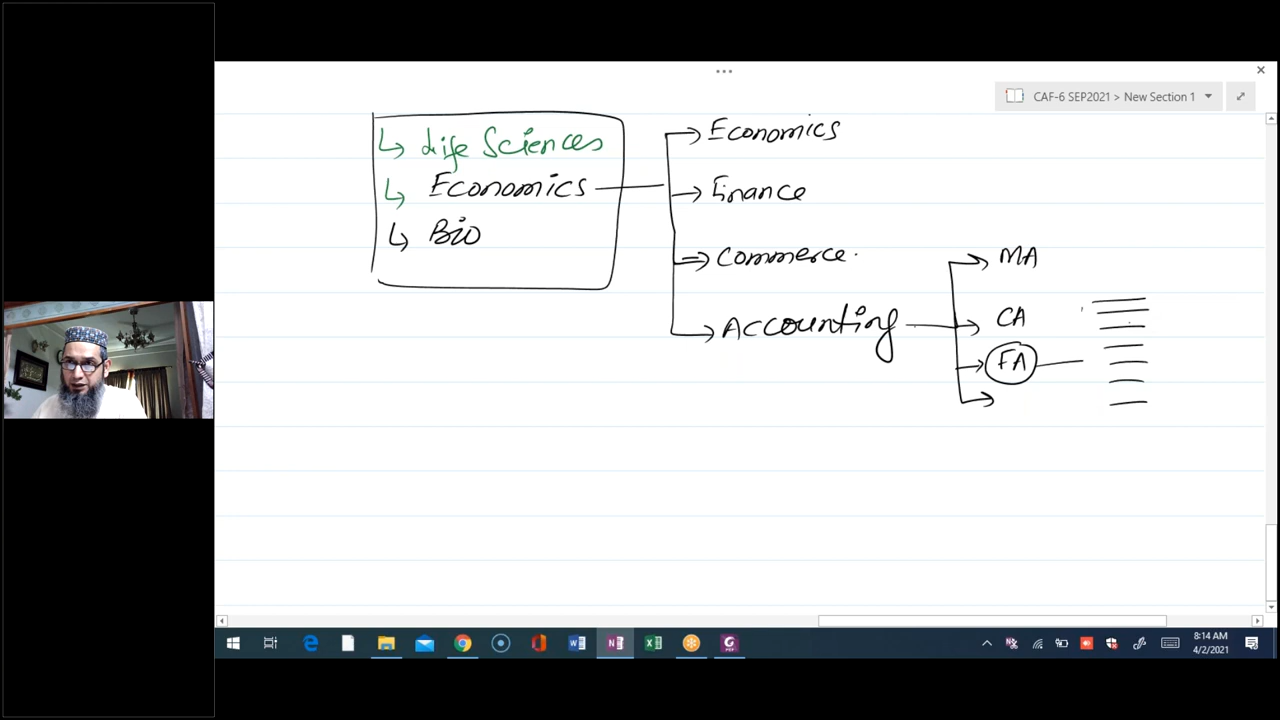 CAF-6 SEP2021 > New Section 1
Life Sciences
Economics
Bio
Economics
Finance
Commerce
Accounting
MA
CA
FA
8:14 AM
4/2/2021